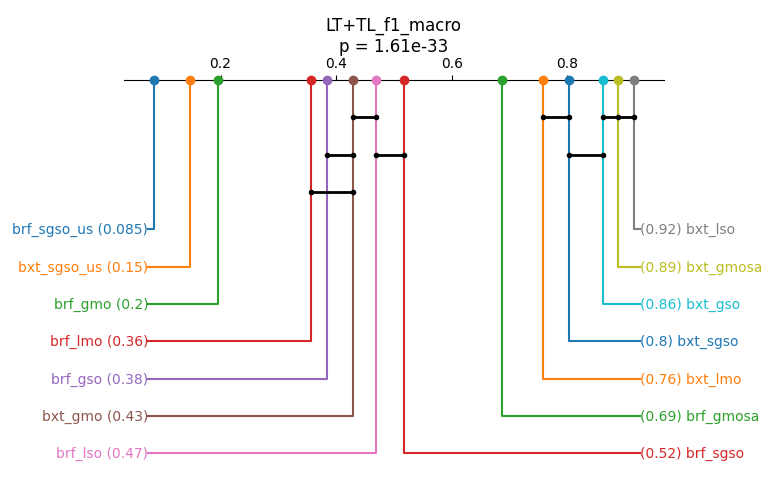 LT+TL_f1_macro
p = 1.61e-33
0.2 0.4 0.6 0.8
brf_sgso_us (0.085) (0.92) bxt_lso
bxt_sgso_us (0.15) (0.89) bxt_gmosa
brf_gmo (0.2) (0.86) bxt_gso
brf_lmo (0.36) (0.8) bxt_sgso
brf_gso (0.38) (0.76) bxt_lmo
bxt_gmo (0.43) (0.69) brf_gmosa
brf_lso (0.47) (0.52) brf_sgso